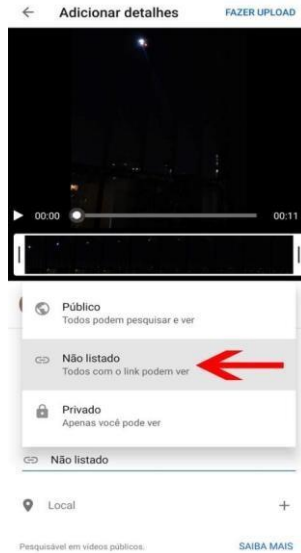 Adicionar detalhes FAZER UPLOAD
00:00 00:11
Público
Todos podem pesquisar e ver
Não listado
Todos com o link podem ver
Privado
Apenas você pode ver
Não listado
Local +
Pesquisável em vídeos públicos. SAIBA MAIS